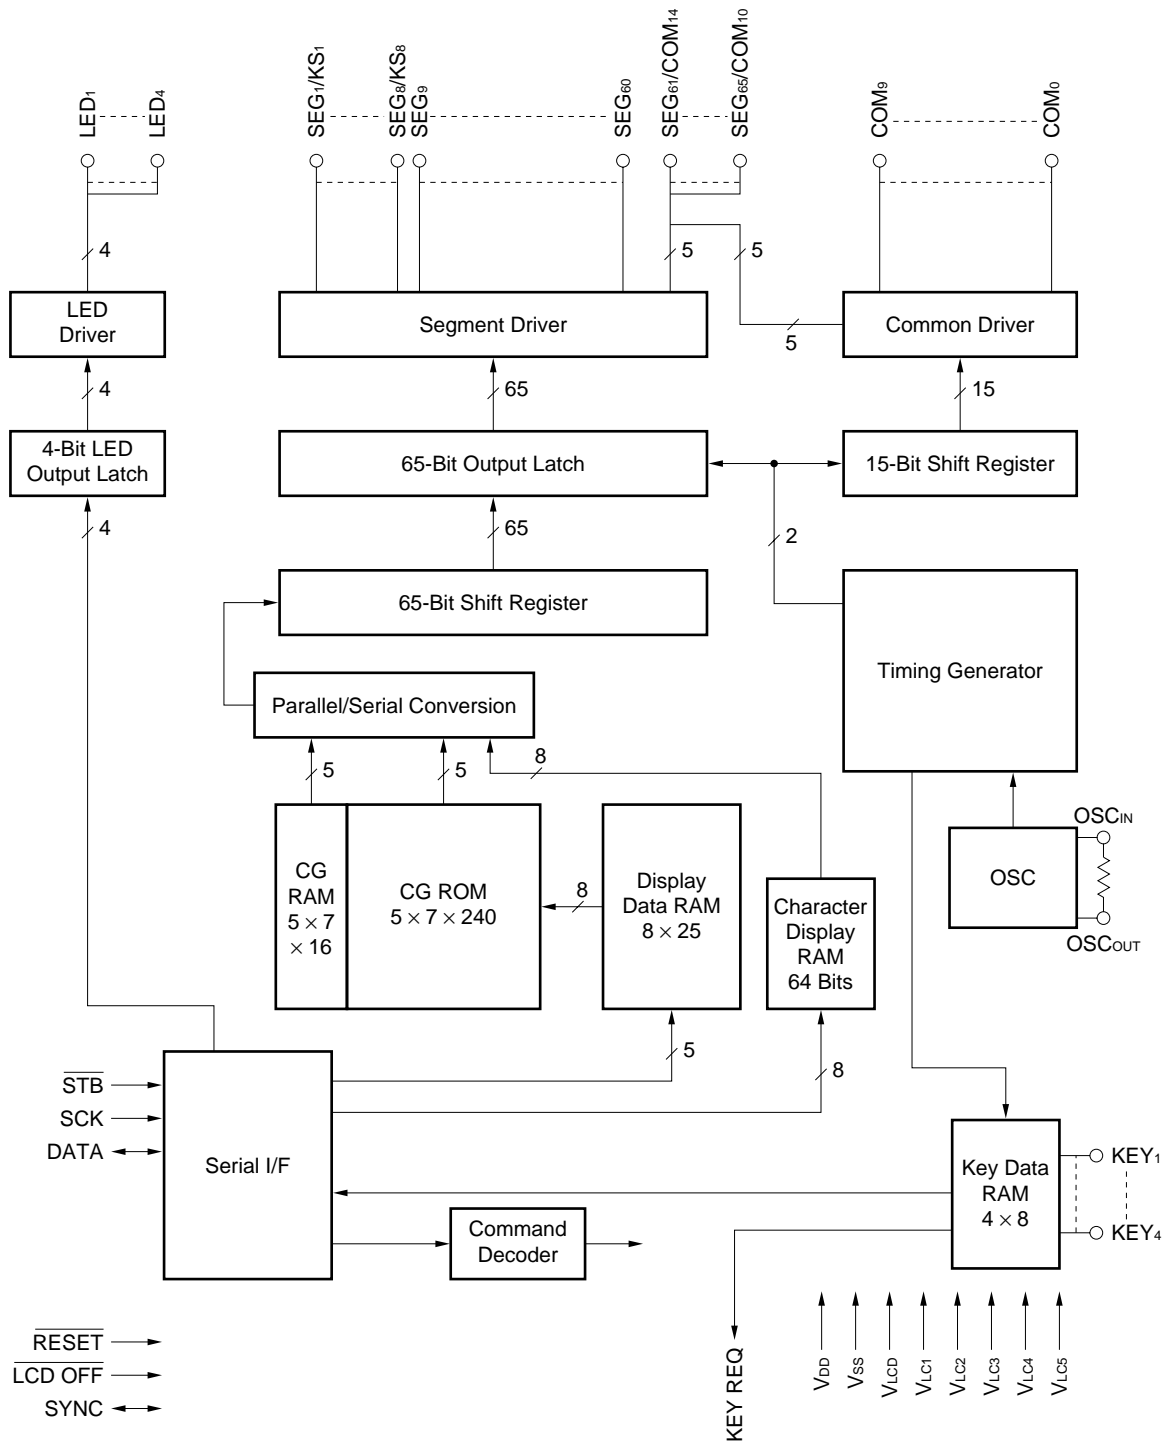 LED1
LED4
SEG1/KS1
SEG8/KS8
SEG9
SEG60
SEG61/COM14
SEG65/COM10
COM9
COM0
4
5
5
LED
Driver
Segment Driver
Common Driver
5
4
65
15
4-Bit LED
Output Latch
65-Bit Output Latch
15-Bit Shift Register
4
65
2
65-Bit Shift Register
Timing Generator
Parallel/Serial Conversion
5
5
8
OSCIN
OSC
OSCOUT
CG
RAM
5 × 7
× 16
CG ROM
5 × 7 × 240
8
Display
Data RAM
8 × 25
Character
Display
RAM
64 Bits
5
8
STB
SCK
DATA
Serial I/F
Key Data
RAM
4 × 8
KEY1
KEY4
Command
Decoder
RESET
LCD OFF
SYNC
KEY REQ
VDD
VSS
VLCD
VLC1
VLC2
VLC3
VLC4
VLC5